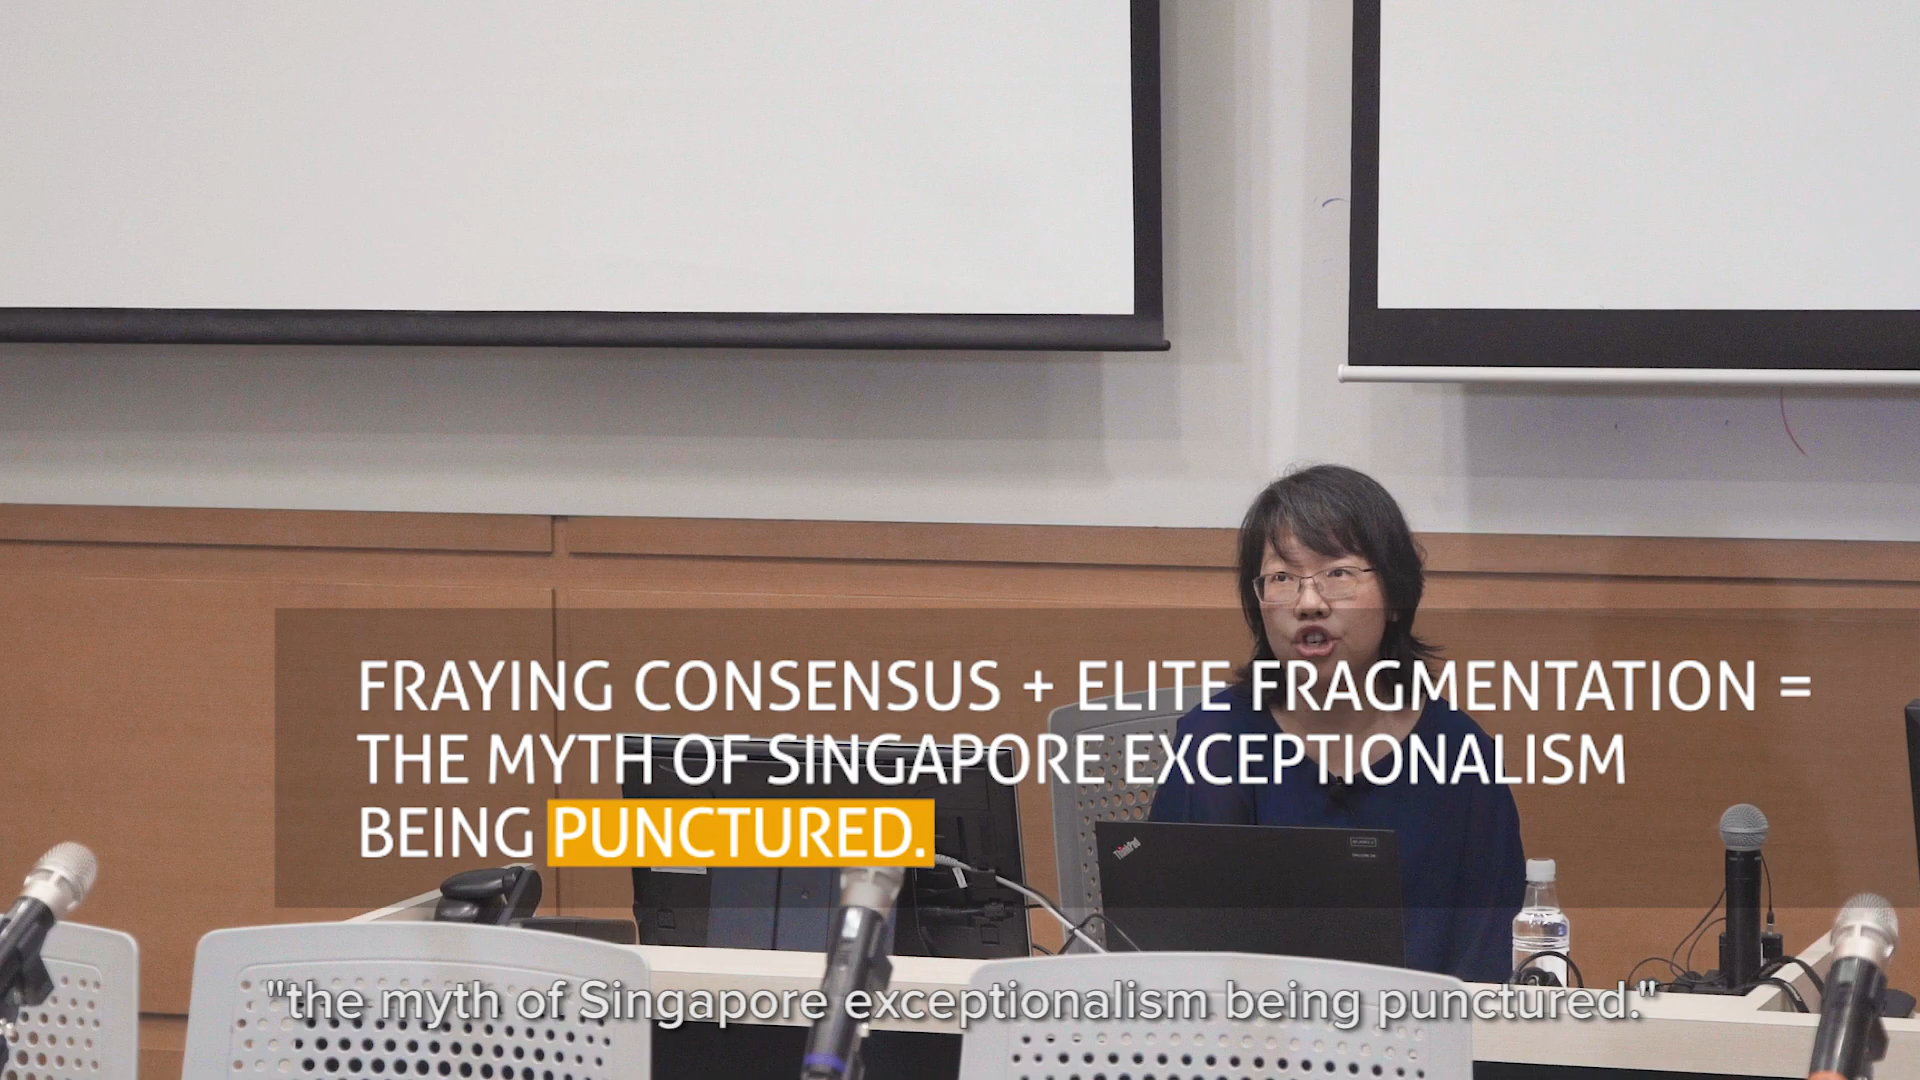 FRAYING CONSENSUS + ELITE FRAGMENTATION =
THE MYTH OF SINGAPORE EXCEPTIONALISM
BEING PUNCTURED.
ThinkPad
"the myth of Singapore exceptionalism being punctured."